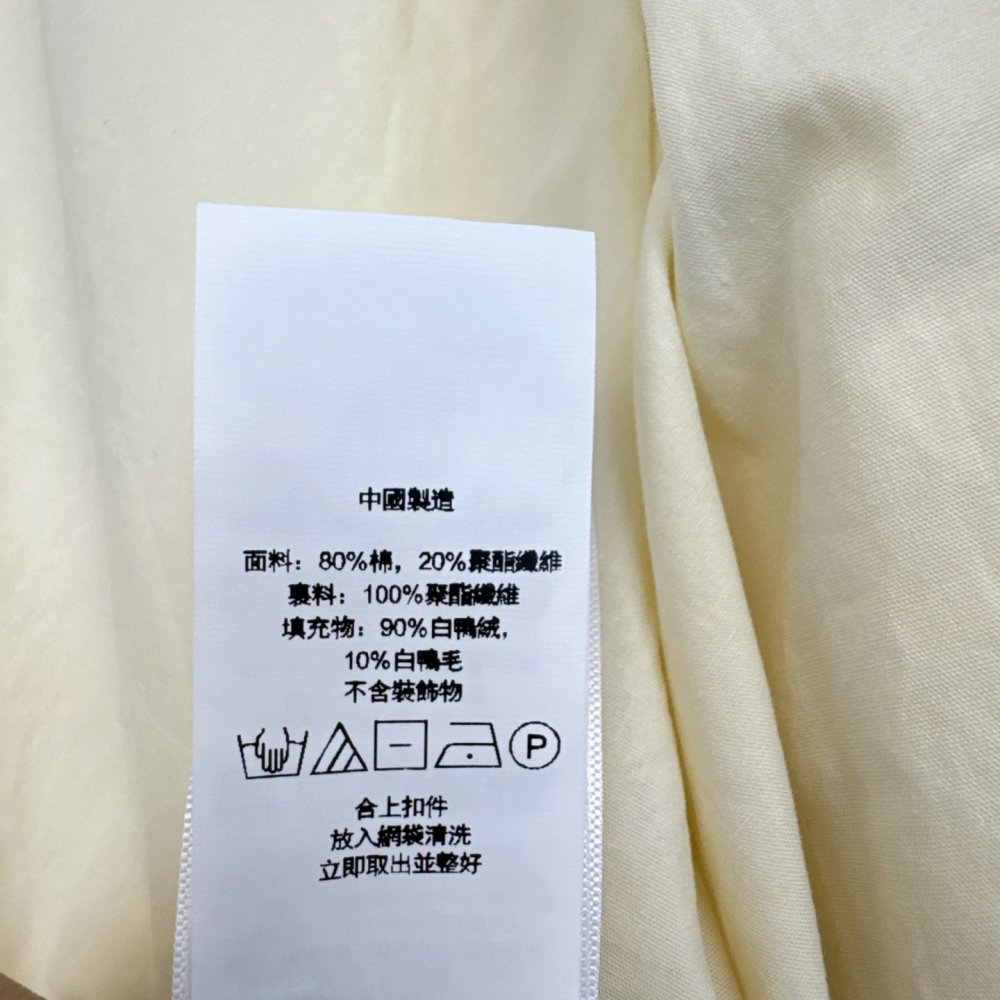 中國製造
面料：80%棉，20%聚酯纖維
裏料：100%聚酯纖維
填充物：90%白鴨絨，
10%白鴨毛
不含裝飾物
P
合上扣件
放入網袋清洗
立即取出並整好